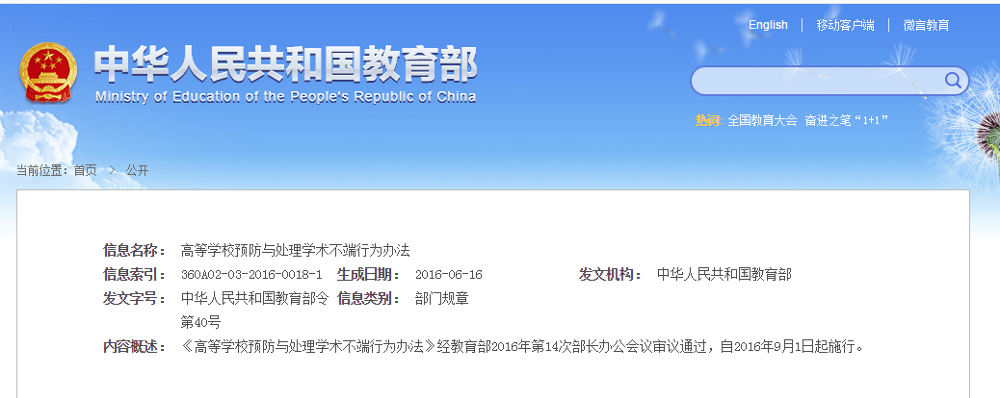 English 移动客户端 微言教育
中华人民共和国教育部
Ministry of Education of the People's Republic of China
热词: 全国教育大会 奋进之笔“1+1”
当前位置：首页 > 公开
信息名称： 高等学校预防与处理学术不端行为办法
信息索引： 360A02-03-2016-0018-1 生成日期： 2016-06-16 发文机构： 中华人民共和国教育部
发文字号： 中华人民共和国教育部令 信息类别： 部门规章
第40号
内容概述： 《高等学校预防与处理学术不端行为办法》经教育部2016年第14次部长办公会议审议通过，自2016年9月1日起施行。